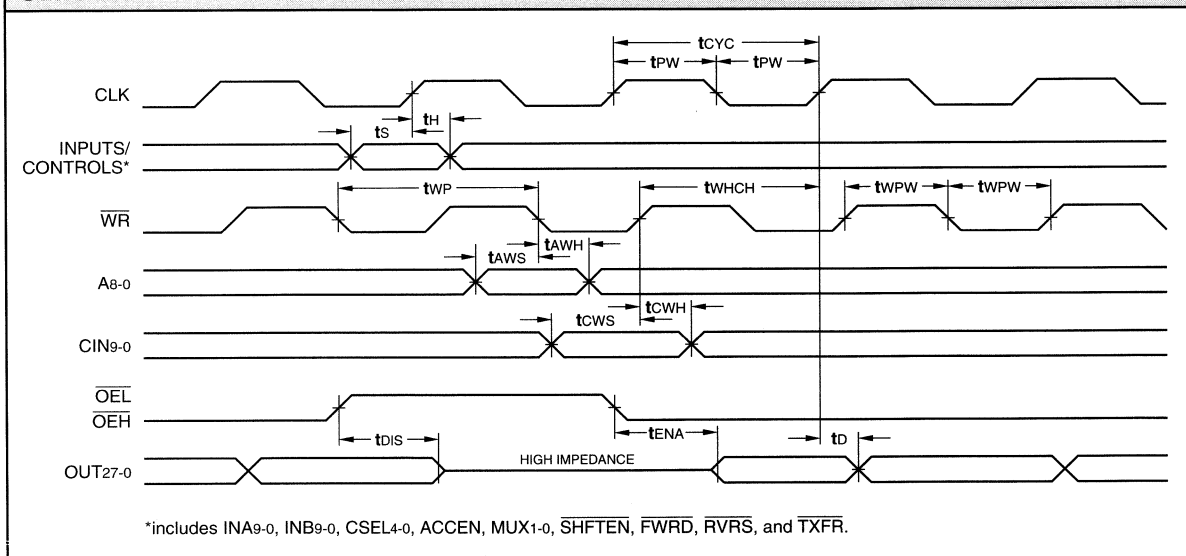 tCYC
tPW tPW
CLK
tS tH
INPUTS/
CONTROLS*
tWP tWHCH tWPW tWPW
WR
tAWS tAWH
A8-0
tCWS tCWH
CIN9-0
OEL
OEH
tDIS tENA tD
HIGH IMPEDANCE
OUT27-0
*includes INA9-0, INB9-0, CSEL4-0, ACCEN, MUX1-0, SHFTEN, FWRD, RVRS, and TXFR.